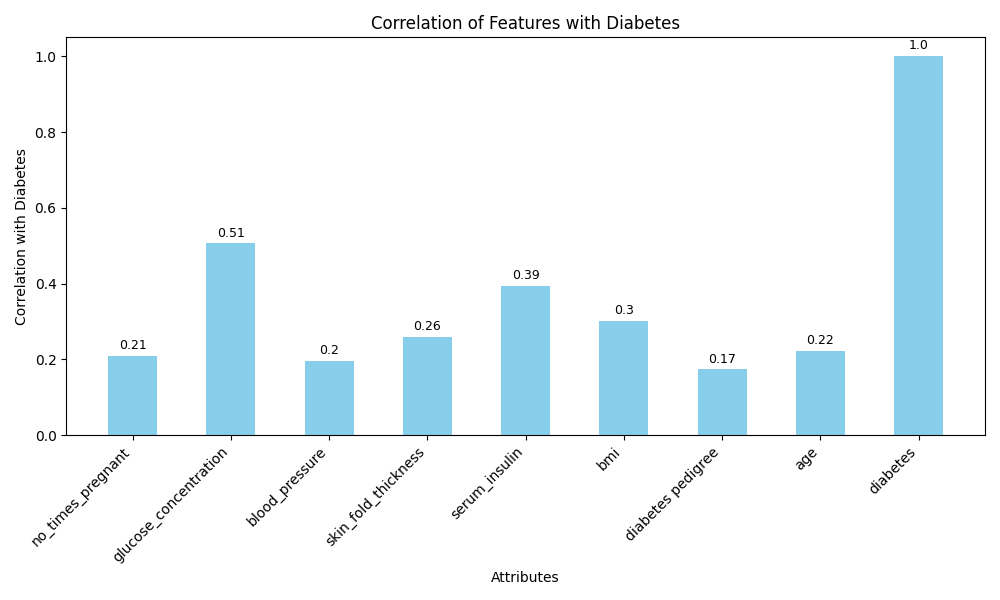 Correlation of Features with Diabetes
Correlation with Diabetes
1.0
0.8
0.6
0.4
0.2
0.0
0.21
0.51
0.2
0.26
0.39
0.3
0.17
0.22
1.0
no_times_pregnant
glucose_concentration
blood_pressure
skin_fold_thickness
serum_insulin
bmi
diabetes pedigree
age
diabetes
Attributes